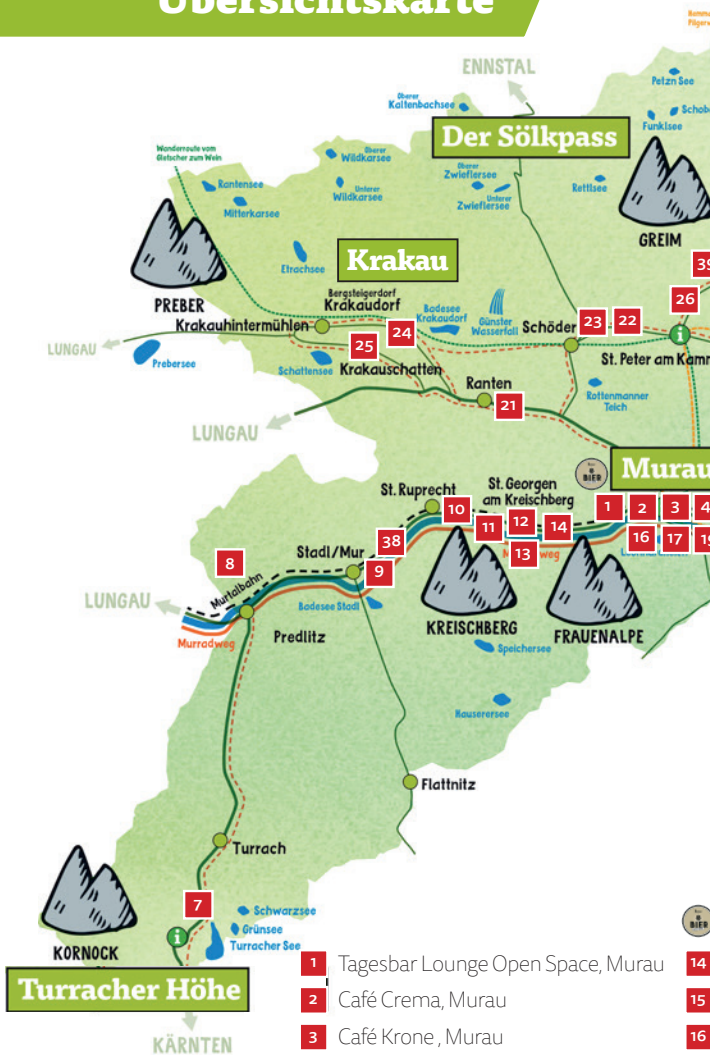 Übersichtskarte
ENNSTAL
Petzn See
Oberer
Kaltenbachsee
Funklsee
Der Sölkpass
Wanderroute vom
Gletscher zum Wein
Oberer
Wildkarsee
Rantensee
Unterer
Wildkarsee
Mitterkarsee
Oberer
Zwieflersee
Unterer
Zwieflersee
Rettlsee
GREIM
Krakau
Etrachsee
39
26
PREBER
Bergsteigerdorf
Krakaudorf
Krakauhintermühlen
24
25
Badesee
Krakaudorf
Günster
Wasserfall
Schöder
23
22
i
St. Peter am Kamm
LUNGAU
Prebersee
Schattensee
Krakauschatten
Ranten
21
Rottenmanner
Teich
LUNGAU
BIER
Murau
St. Ruprecht
St. Georgen
am Kreischberg
10
11
12
13
14
1
2
3
4
16
17
19
38
Stadl/Mur
9
8
Murtalbahn
LUNGAU
Murradweg
Predlitz
Badesee Stadl
KREISCHBERG
FRAUENALPE
Speichersee
Hauserersee
Flattnitz
Turrach
7
Schwarzsee
Grünsee
Turracher See
i
KORNOCK
Turracher Höhe
KÄRNTEN
BIER
1 Tagesbar Lounge Open Space, Murau
2 Café Crema, Murau
3 Café Krone , Murau
14
15
16